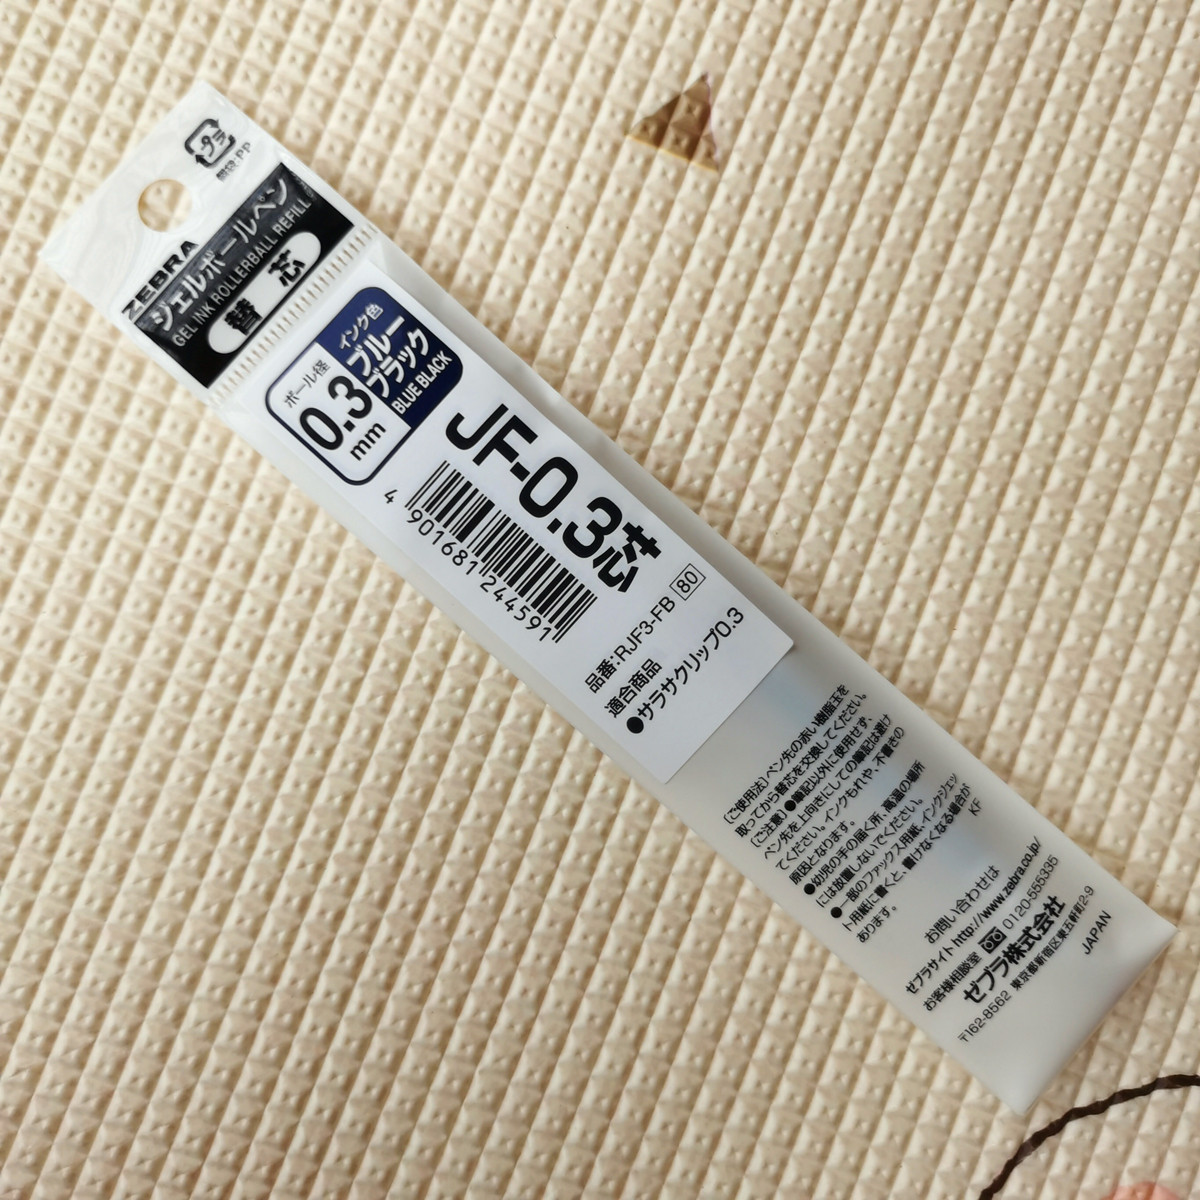 プラ
個袋:PP
ZEBRA
ジェルボールペン
GEL INK ROLLERBALL REFILL
替芯
ボール径
0.3
mm
インク色
ブルー
ブラック
BLUE BLACK
JF-0.3芯
4 901681 244591
品番:RJF3-FB 80
適合商品
●サラサクリップ0.3
[ご使用法]ペン先の赤い樹脂玉を
取ってから替芯を交換してください。
[ご注意]●筆記以外に使用せず、
ペン先を上向きにしての筆記は避け
てください。インクもれや、不書きの
原因となります。
●幼児の手の届く所、高温の場所
には放置しないでください。
●一部のファックス用紙、インクジェッ
ト用紙に書くと、書けなくなる場合が
あります。
KF
お問い合わせは
ゼブラサイト http://www.zebra.co.jp/
お客様相談室 0120-555335
ゼブラ株式会社
〒162-8562 東京都新宿区東五軒町2-9
JAPAN